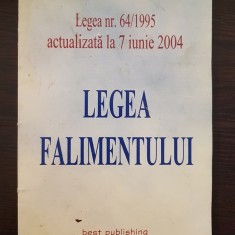 Legea nr. 64/1995
actualizată la 7 iunie 2004
LEGEA
FALIMENTULUI
best publishing